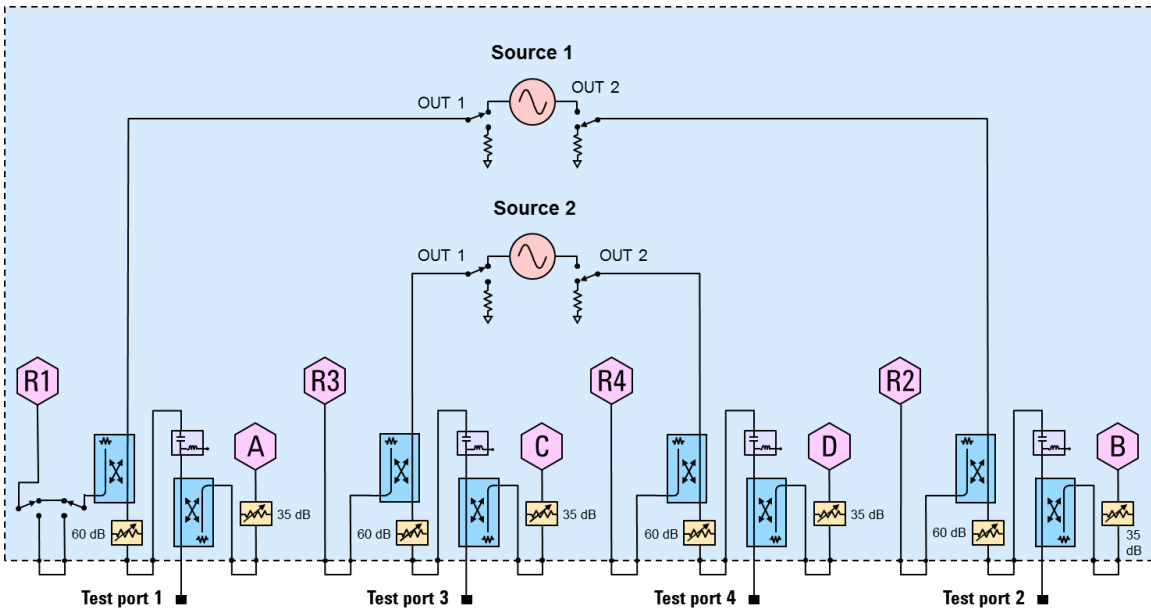 Source 1
OUT 1
OUT 2
Source 2
OUT 1
OUT 2
R1
R3
R4
R2
A
C
D
B
60 dB
35 dB
60 dB
35 dB
60 dB
35 dB
60 dB
35
dB
Test port 1
Test port 3
Test port 4
Test port 2